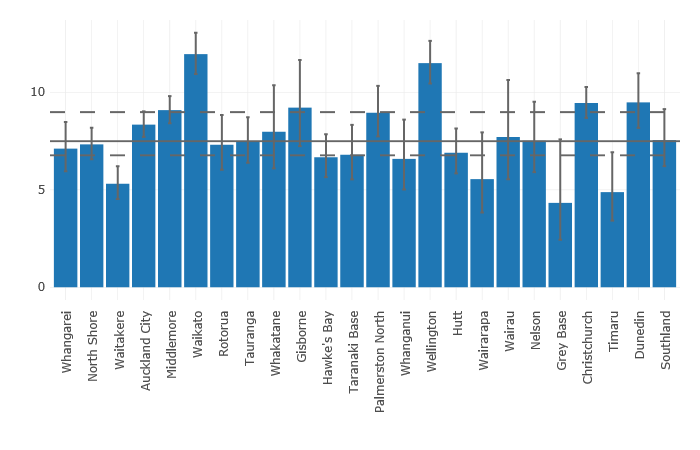 10
5
0
Whangarei
North Shore
Waitakere
Auckland City
Middlemore
Waikato
Rotorua
Tauranga
Whakatane
Gisborne
Hawke's Bay
Taranaki Base
Palmerston North
Whanganui
Wellington
Hutt
Wairarapa
Wairau
Nelson
Grey Base
Christchurch
Timaru
Dunedin
Southland